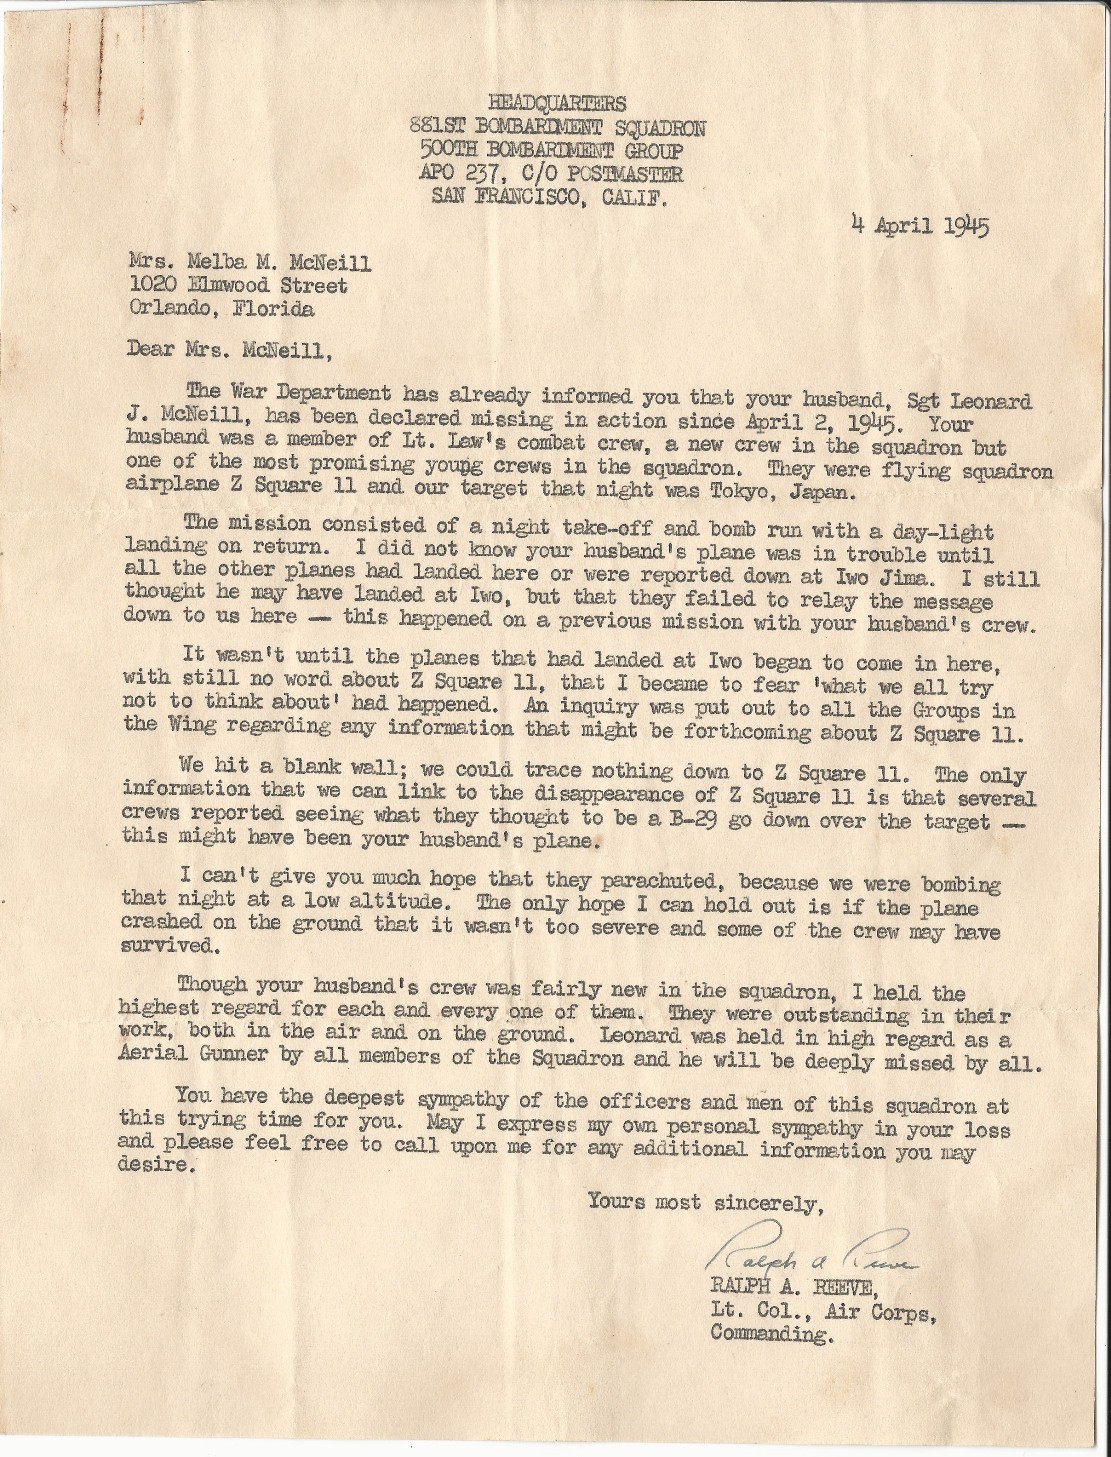 HEADQUARTERS
881ST BOMBARDMENT SQUADRON
500TH BOMBARDMENT GROUP
APO 237, C/O POSTMASTER
SAN FRANCISCO, CALIF.
4 April 1945
Mrs. Melba M. McNeill
1020 Elmwood Street
Orlando, Florida
Dear Mrs. McNeill,
The War Department has already informed you that your husband, Sgt Leonard
J. McNeill, has been declared missing in action since April 2, 1945. Your
husband was a member of Lt. Law's combat crew, a new crew in the squadron but
one of the most promising young crews in the squadron. They were flying squadron
airplane Z Square 11 and our target that night was Tokyo, Japan.
The mission consisted of a night take-off and bomb run with a day-light
landing on return. I did not know your husband's plane was in trouble until
all the other planes had landed here or were reported down at Iwo Jima. I still
thought he may have landed at Iwo, but that they failed to relay the message
down to us here — this happened on a previous mission with your husband's crew.
It wasn't until the planes that had landed at Iwo began to come in here,
with still no word about Z Square 11, that I became to fear 'what we all try
not to think about' had happened. An inquiry was put out to all the Groups in
the Wing regarding any information that might be forthcoming about Z Square 11.
We hit a blank wall; we could trace nothing down to Z Square 11. The only
information that we can link to the disappearance of Z Square 11 is that several
crews reported seeing what they thought to be a B-29 go down over the target —
this might have been your husband's plane.
I can't give you much hope that they parachuted, because we were bombing
that night at a low altitude. The only hope I can hold out is if the plane
crashed on the ground that it wasn't too severe and some of the crew may have
survived.
Though your husband's crew was fairly new in the squadron, I held the
highest regard for each and every one of them. They were outstanding in their
work, both in the air and on the ground. Leonard was held in high regard as a
Aerial Gunner by all members of the Squadron and he will be deeply missed by all.
You have the deepest sympathy of the officers and men of this squadron at
this trying time for you. May I express my own personal sympathy in your loss
and please feel free to call upon me for any additional information you may
desire.
Yours most sincerely,
Ralph A Reeve
RALPH A. REEVE,
Lt. Col., Air Corps,
Commanding.